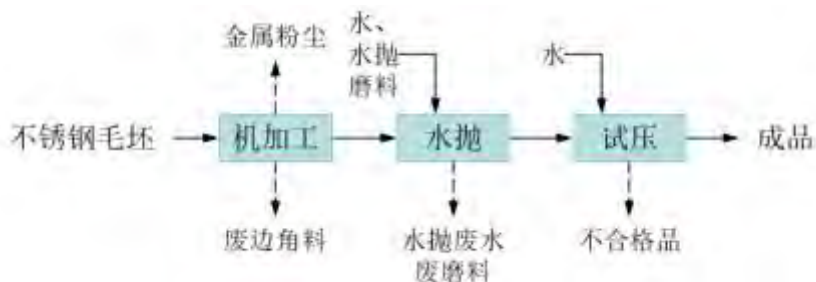 金属粉尘
水、
水抛
磨料
水
不锈钢毛坯
机加工
水抛
试压
成品
废边角料
水抛废水
废磨料
不合格品